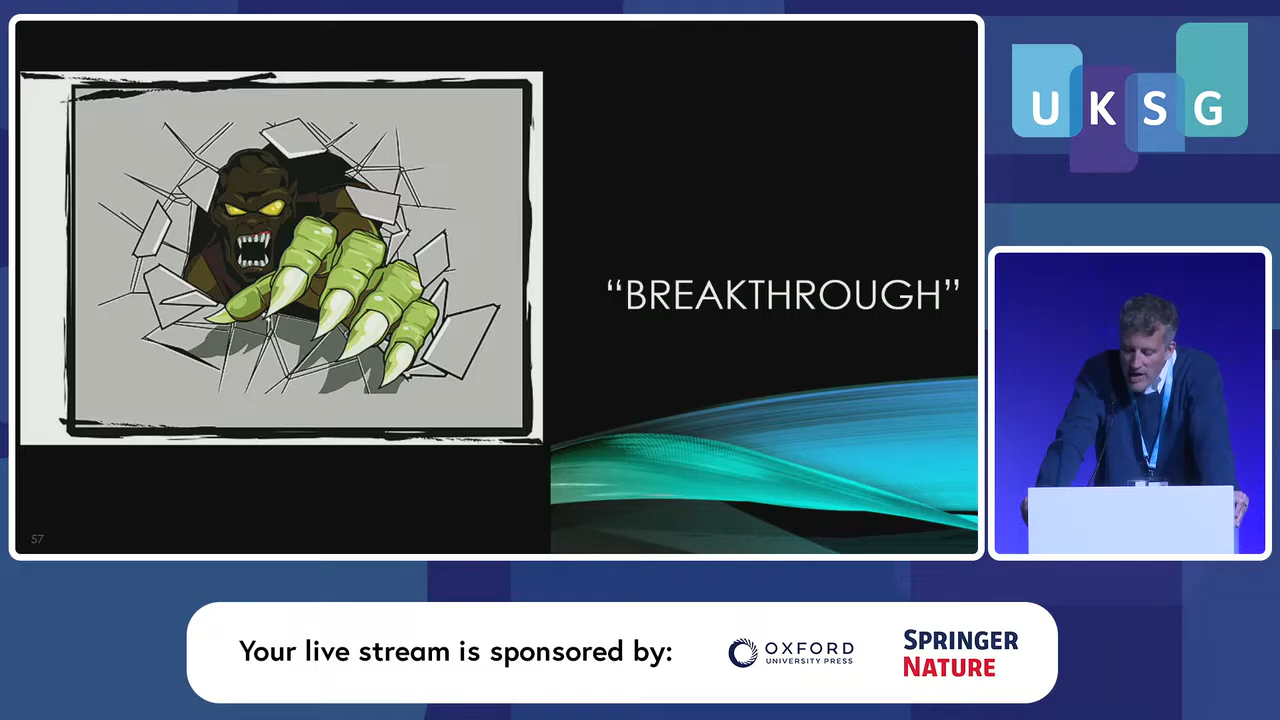 “BREAKTHROUGH”
57
UKSG
Your live stream is sponsored by:
OXFORD
UNIVERSITY PRESS
SPRINGER
NATURE